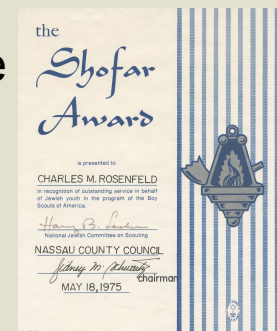 e
the
Shofar
Award
is presented to
CHARLES M. ROSENFELD
in recognition of outstanding service in behalf
of Jewish youth in the program of the Boy
Scouts of America.
National Jewish Committee on Scouting
NASSAU COUNTY COUNCIL
Sidney M. Schwartz
chairman
MAY 18, 1975